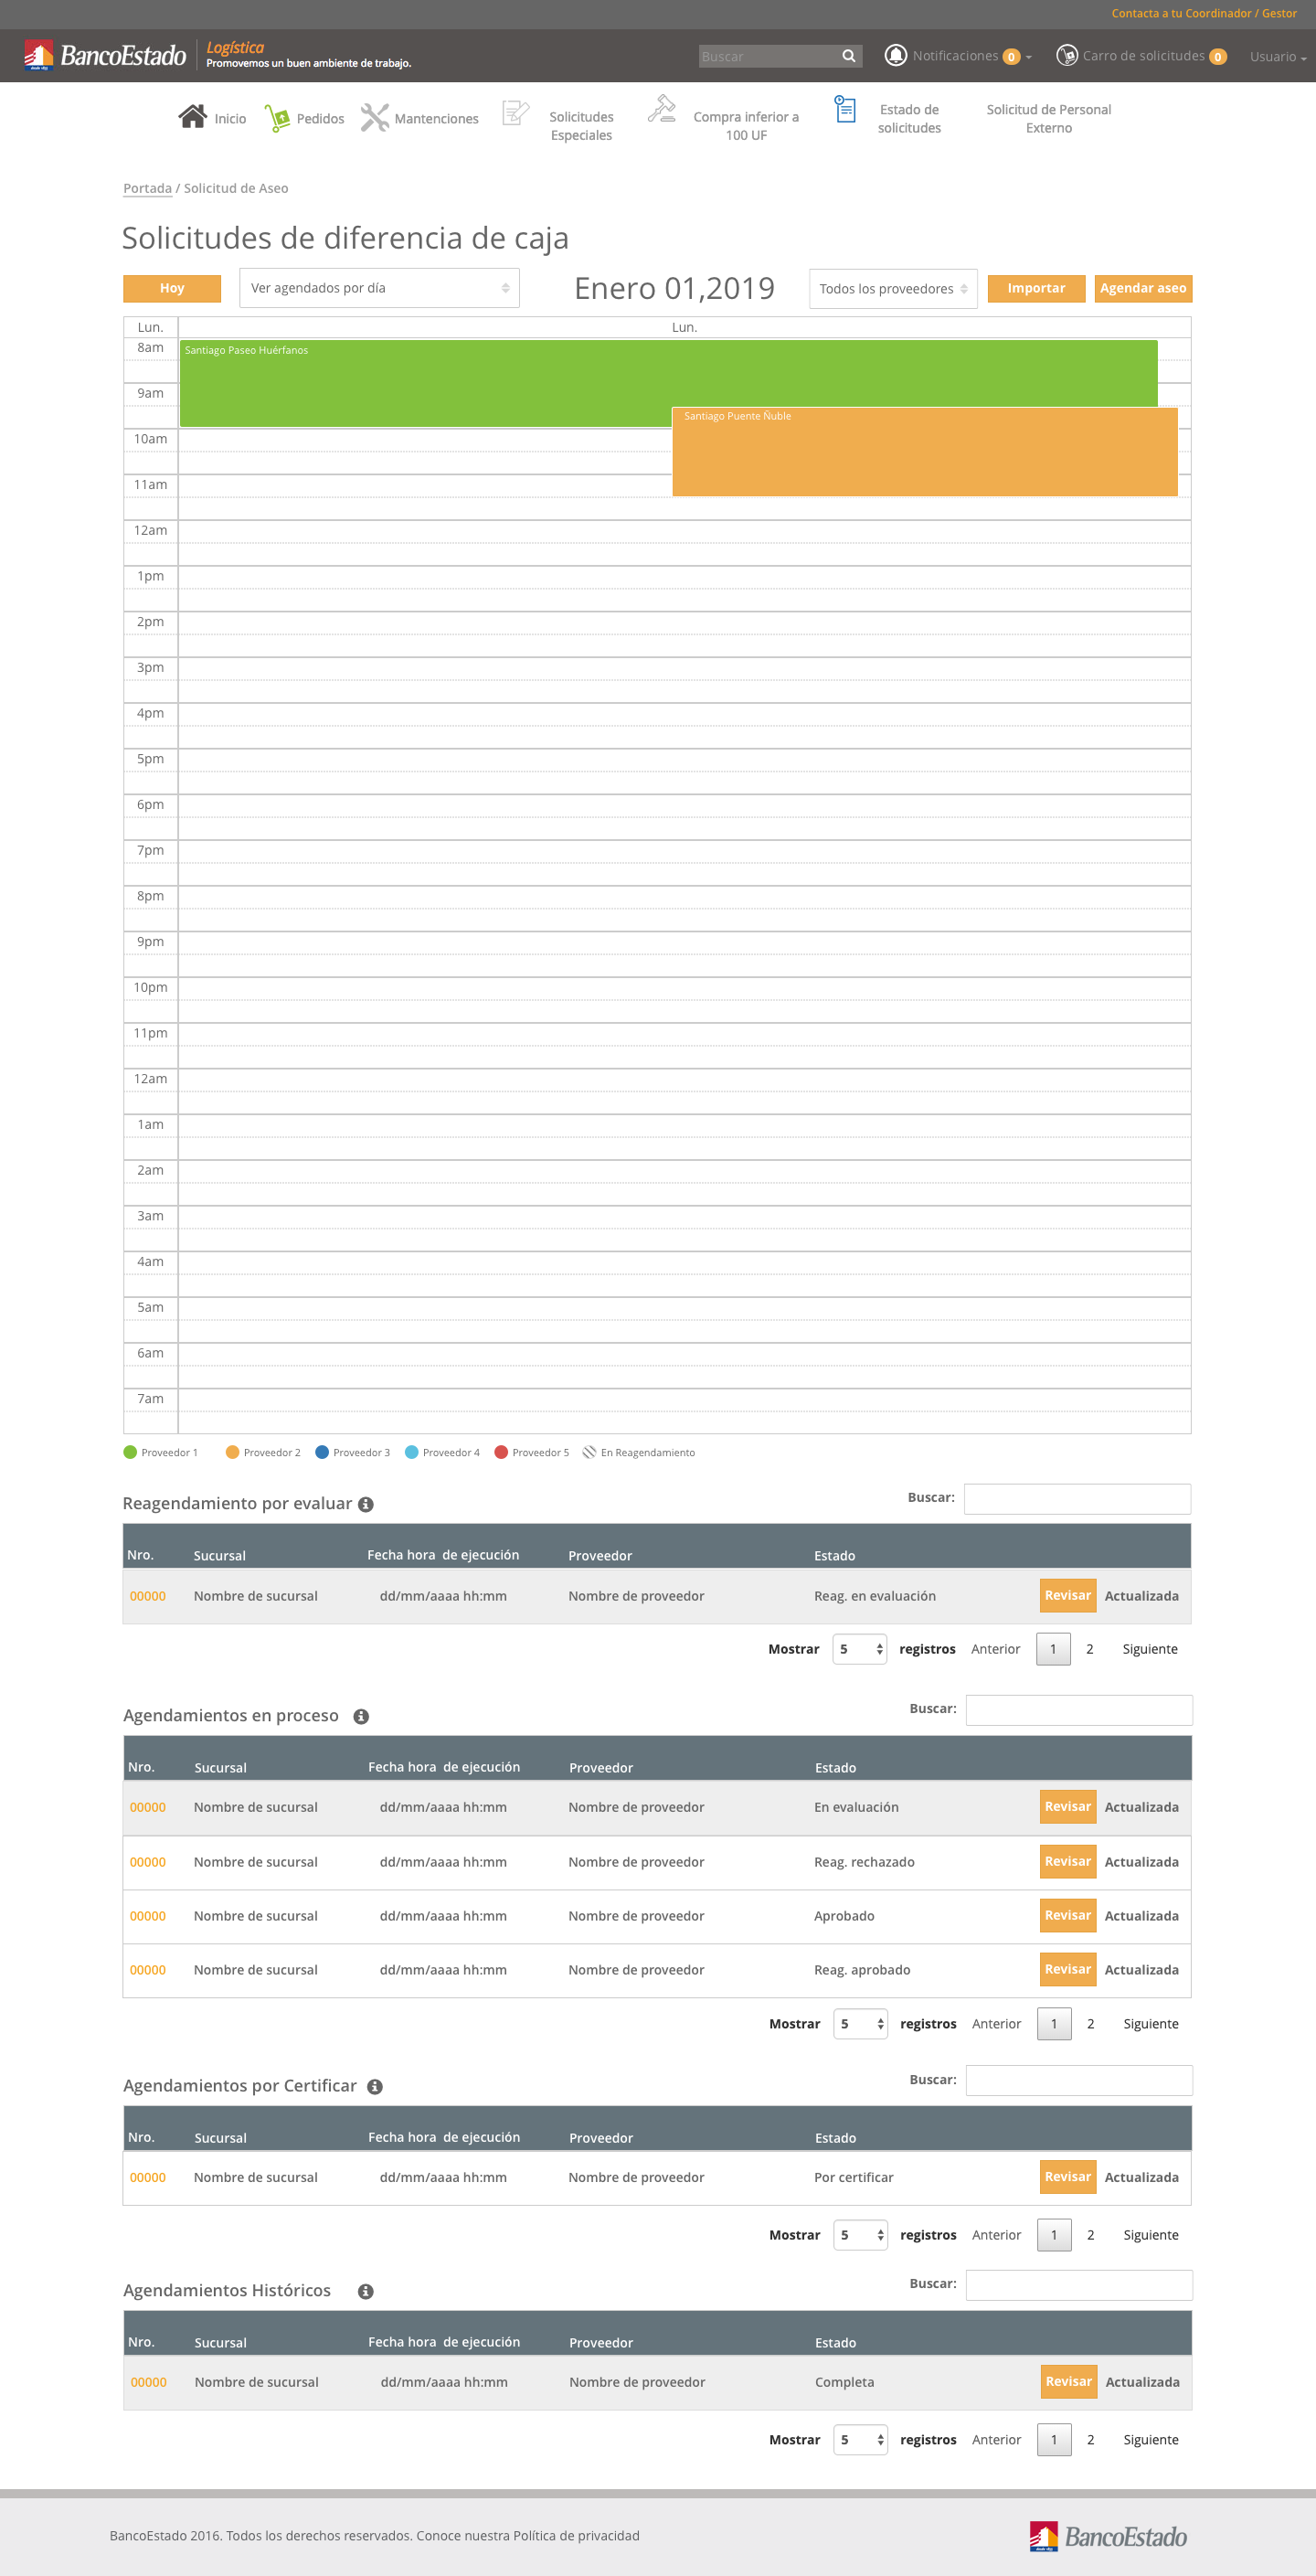 Contacta a tu Coordinador / Gestor
BancoEstado
Logística
Promovemos un buen ambiente de trabajo.
Buscar
Notificaciones 0
Carro de solicitudes 0
Usuario
Inicio
Pedidos
Mantenciones
Solicitudes
Especiales
Compra inferior a
100 UF
Estado de
solicitudes
Solicitud de Personal
Externo
Portada / Solicitud de Aseo
Solicitudes de diferencia de caja
Hoy
Ver agendados por día
Enero 01,2019
Todos los proveedores
Importar
Agendar aseo
Lun.
Lun.
8am
Santiago Paseo Huérfanos
9am
Santiago Puente Ñuble
10am
11am
12am
1pm
2pm
3pm
4pm
5pm
6pm
7pm
8pm
9pm
10pm
11pm
12am
1am
2am
3am
4am
5am
6am
7am
Proveedor 1 Proveedor 2 Proveedor 3 Proveedor 4 Proveedor 5 En Reagendamiento
Reagendamiento por evaluar
Buscar:
Nro. Sucursal Fecha hora de ejecución Proveedor Estado
00000 Nombre de sucursal dd/mm/aaaa hh:mm Nombre de proveedor Reag. en evaluación Revisar Actualizada
Mostrar 5 registros Anterior 1 2 Siguiente
Agendamientos en proceso
Buscar:
Nro. Sucursal Fecha hora de ejecución Proveedor Estado
00000 Nombre de sucursal dd/mm/aaaa hh:mm Nombre de proveedor En evaluación Revisar Actualizada
00000 Nombre de sucursal dd/mm/aaaa hh:mm Nombre de proveedor Reag. rechazado Revisar Actualizada
00000 Nombre de sucursal dd/mm/aaaa hh:mm Nombre de proveedor Aprobado Revisar Actualizada
00000 Nombre de sucursal dd/mm/aaaa hh:mm Nombre de proveedor Reag. aprobado Revisar Actualizada
Mostrar 5 registros Anterior 1 2 Siguiente
Agendamientos por Certificar
Buscar:
Nro. Sucursal Fecha hora de ejecución Proveedor Estado
00000 Nombre de sucursal dd/mm/aaaa hh:mm Nombre de proveedor Por certificar Revisar Actualizada
Mostrar 5 registros Anterior 1 2 Siguiente
Agendamientos Históricos
Buscar:
Nro. Sucursal Fecha hora de ejecución Proveedor Estado
00000 Nombre de sucursal dd/mm/aaaa hh:mm Nombre de proveedor Completa Revisar Actualizada
Mostrar 5 registros Anterior 1 2 Siguiente
BancoEstado 2016. Todos los derechos reservados. Conoce nuestra Política de privacidad
BancoEstado